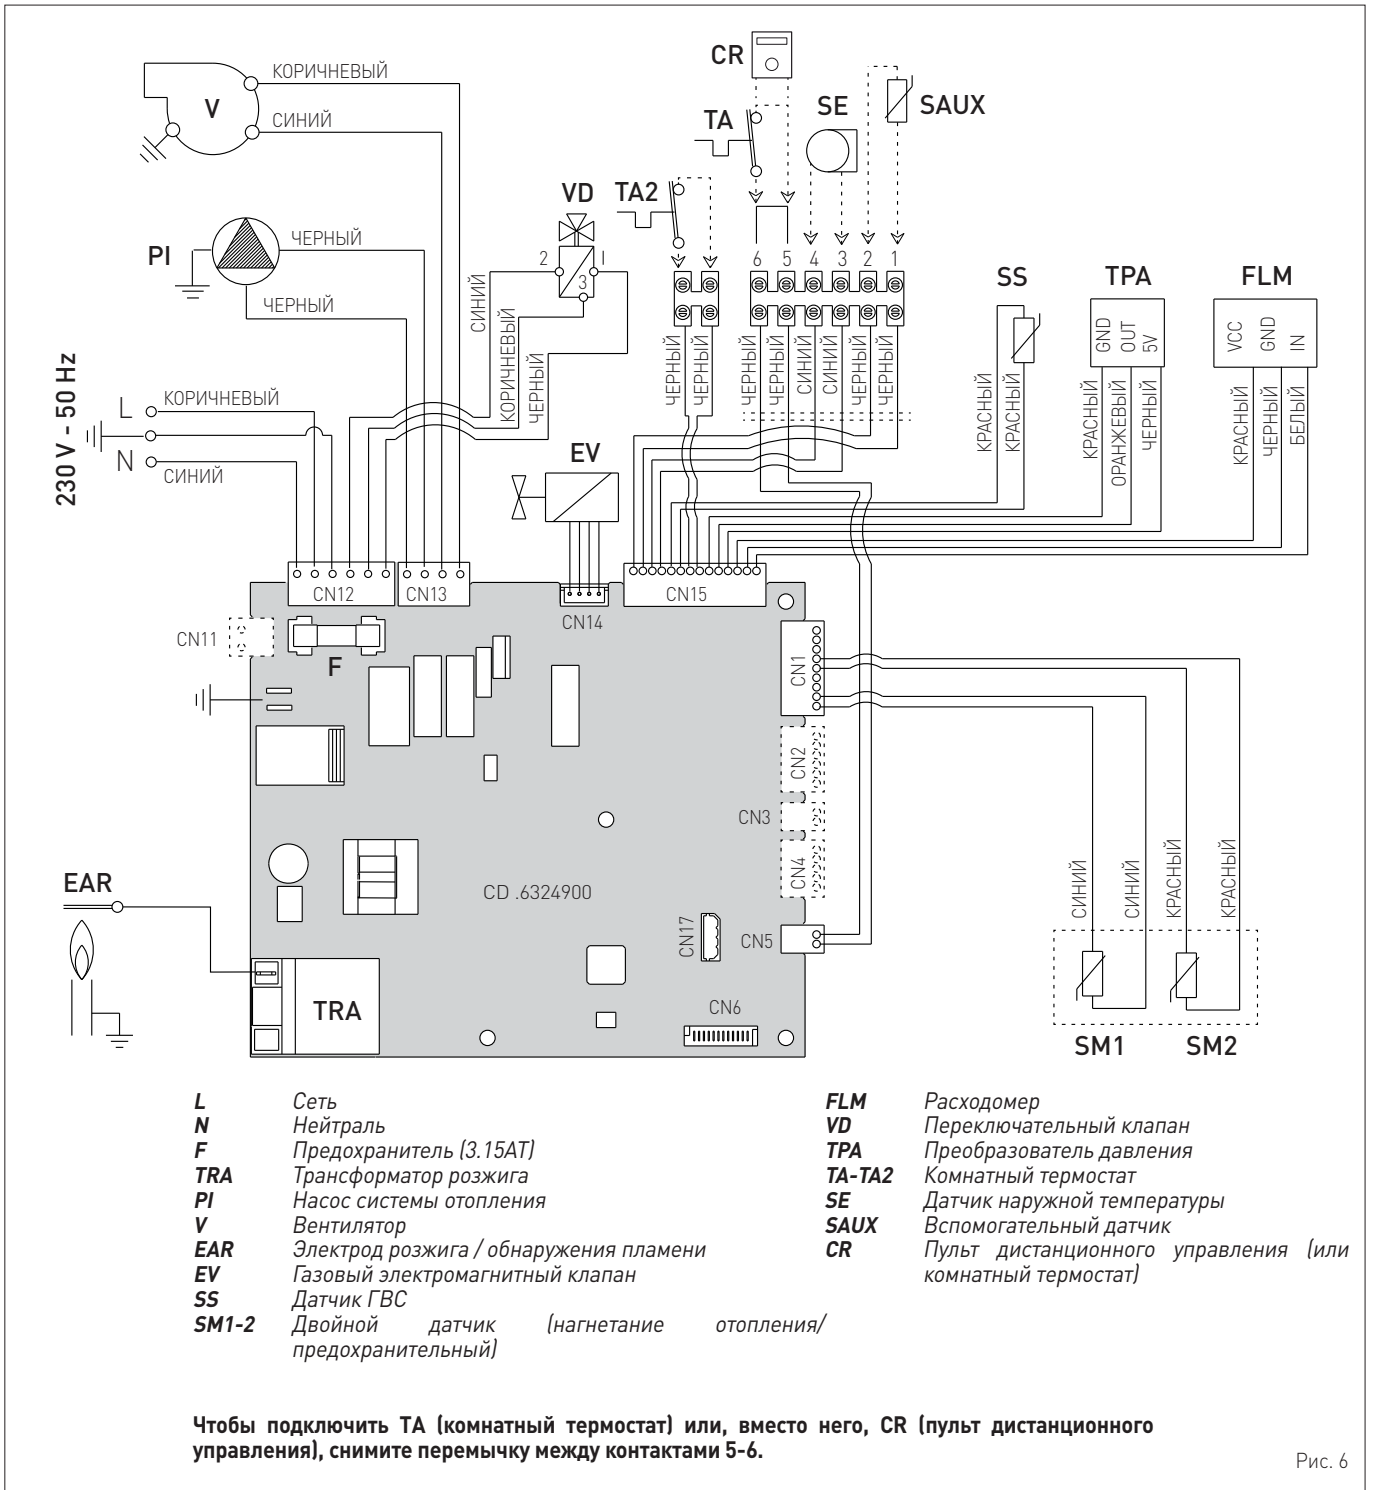 CR
КОРИЧНЕВЫЙ
V
TA
SE
SAUX
СИНИЙ
VD
TA2
PI
ЧЕРНЫЙ
2
1
3
6
5
4
3
2
1
SS
TPA
FLM
ЧЕРНЫЙ
СИНИЙ
КОРИЧНЕВЫЙ
ЧЕРНЫЙ
ЧЕРНЫЙ
ЧЕРНЫЙ
ЧЕРНЫЙ
ЧЕРНЫЙ
СИНИЙ
СИНИЙ
ЧЕРНЫЙ
ЧЕРНЫЙ
GND
OUT
5V
VCC
GND
IN
КРАСНЫЙ
КРАСНЫЙ
КРАСНЫЙ
ОРАНЖЕВЫЙ
ЧЕРНЫЙ
КРАСНЫЙ
ЧЕРНЫЙ
БЕЛЫЙ
230 V - 50 Hz
L
КОРИЧНЕВЫЙ
N
СИНИЙ
EV
CN12
CN13
CN14
CN15
CN11
F
CN1
CN2
CN3
CN4
EAR
CD .6324900
CN17
CN5
СИНИЙ
СИНИЙ
КРАСНЫЙ
КРАСНЫЙ
TRA
CN6
SM1
SM2
L Сеть
N Нейтраль
F Предохранитель (3.15AT)
TRA Трансформатор розжига
PI Насос системы отопления
V Вентилятор
EAR Электрод розжига / обнаружения пламени
EV Газовый электромагнитный клапан
SS Датчик ГВС
SM1-2 Двойной датчик (нагнетание отопления/
предохранительный)
FLM Расходомер
VD Переключательный клапан
TPA Преобразователь давления
TA-TA2 Комнатный термостат
SE Датчик наружной температуры
SAUX Вспомогательный датчик
CR Пульт дистанционного управления (или
комнатный термостат)
Чтобы подключить ТА (комнатный термостат) или, вместо него, CR (пульт дистанционного
управления), снимите перемычку между контактами 5-6.
Рис. 6